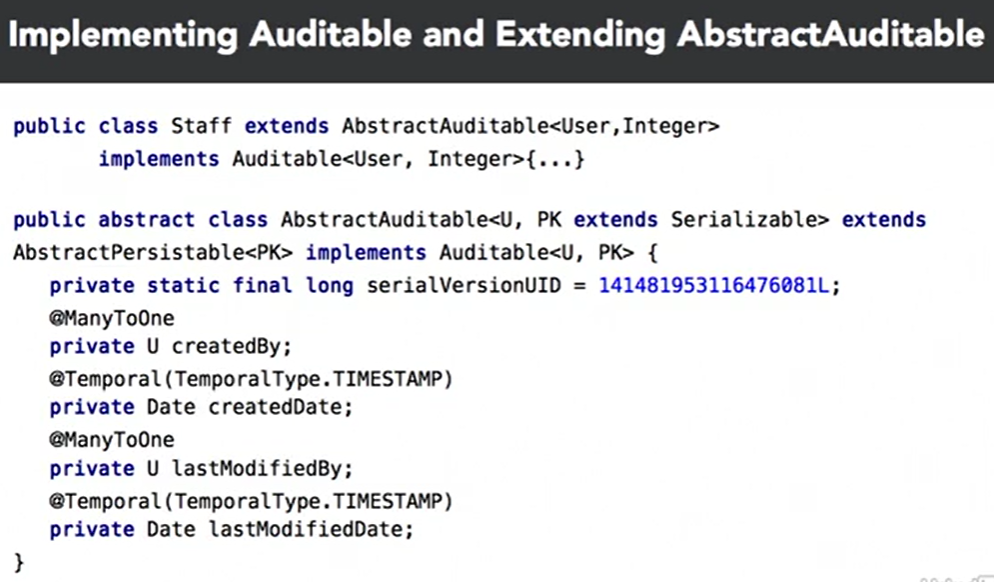 Implementing Auditable and Extending AbstractAuditable
public class Staff extends AbstractAuditable<User,Integer>
implements Auditable<User, Integer>{...}
public abstract class AbstractAuditable<U, PK extends Serializable> extends
AbstractPersistable<PK> implements Auditable<U, PK> {
private static final long serialVersionUID = 141481953116476081L;
@ManyToOne
private U createdBy;
@Temporal(TemporalType.TIMESTAMP)
private Date createdDate;
@ManyToOne
private U lastModifiedBy;
@Temporal(TemporalType.TIMESTAMP)
private Date lastModifiedDate;
}